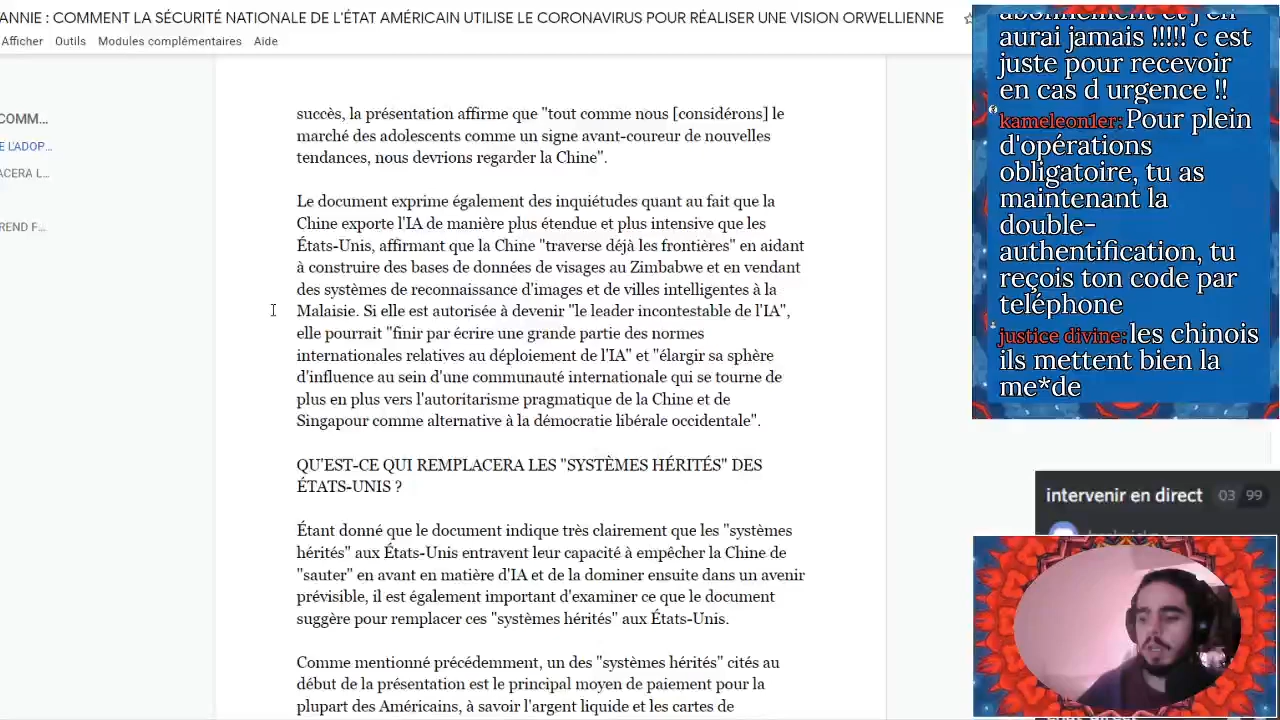 ANNIE : COMMENT LA SÉCURITÉ NATIONALE DE L'ÉTAT AMÉRICAIN UTILISE LE CORONAVIRUS POUR RÉALISER UNE VISION ORWELLIENNE
Afficher Outils Modules complémentaires Aide
COMM...
E L'ADOP...
ACERA L...
REND F...
succès, la présentation affirme que "tout comme nous [considérons] le
marché des adolescents comme un signe avant-coureur de nouvelles
tendances, nous devrions regarder la Chine".
Le document exprime également des inquiétudes quant au fait que la
Chine exporte l'IA de manière plus étendue et plus intensive que les
États-Unis, affirmant que la Chine "traverse déjà les frontières" en aidant
à construire des bases de données de visages au Zimbabwe et en vendant
des systèmes de reconnaissance d'images et de villes intelligentes à la
Malaisie. Si elle est autorisée à devenir "le leader incontestable de l'IA",
elle pourrait "finir par écrire une grande partie des normes
internationales relatives au déploiement de l'IA" et "élargir sa sphère
d'influence au sein d'une communauté internationale qui se tourne de
plus en plus vers l'autoritarisme pragmatique de la Chine et de
Singapour comme alternative à la démocratie libérale occidentale".
QU'EST-CE QUI REMPLACERA LES "SYSTÈMES HÉRITÉS" DES
ÉTATS-UNIS ?
Étant donné que le document indique très clairement que les "systèmes
hérités" aux États-Unis entravent leur capacité à empêcher la Chine de
"sauter" en avant en matière d'IA et de la dominer ensuite dans un avenir
prévisible, il est également important d'examiner ce que le document
suggère pour remplacer ces "systèmes hérités" aux États-Unis.
Comme mentionné précédemment, un des "systèmes hérités" cités au
début de la présentation est le principal moyen de paiement pour la
plupart des Américains, à savoir l'argent liquide et les cartes de
abonnement et j en
aurai jamais !!!!! c est
juste pour recevoir
en cas d urgence !!
kameleon1er: Pour plein
d'opérations
obligatoire, tu as
maintenant la
double-
authentification, tu
reçois ton code par
teléphone
justice divine: les chinois
ils mettent bien la
me*de
intervenir en direct 03 99